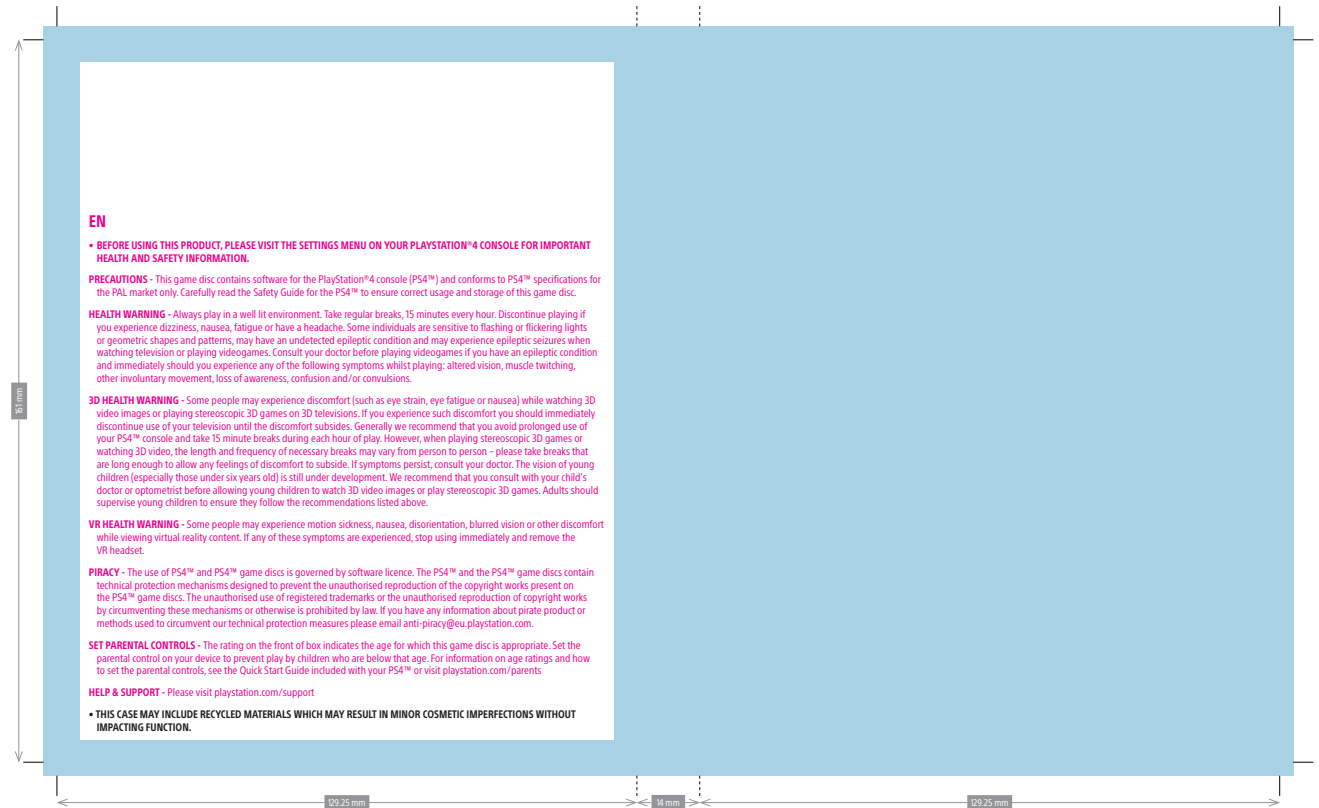 EN
• BEFORE USING THIS PRODUCT, PLEASE VISIT THE SETTINGS MENU ON YOUR PLAYSTATION®4 CONSOLE FOR IMPORTANT
HEALTH AND SAFETY INFORMATION.
PRECAUTIONS - This game disc contains software for the PlayStation®4 console (PS4™) and conforms to PS4™ specifications for
the PAL market only. Carefully read the Safety Guide for the PS4™ to ensure correct usage and storage of this game disc.
HEALTH WARNING - Always play in a well lit environment. Take regular breaks, 15 minutes every hour. Discontinue playing if
you experience dizziness, nausea, fatigue or have a headache. Some individuals are sensitive to flashing or flickering lights
or geometric shapes and patterns, may have an undetected epileptic condition and may experience epileptic seizures when
watching television or playing videogames. Consult your doctor before playing videogames if you have an epileptic condition
and immediately should you experience any of the following symptoms whilst playing: altered vision, muscle twitching,
other involuntary movement, loss of awareness, confusion and/or convulsions.
3D HEALTH WARNING - Some people may experience discomfort (such as eye strain, eye fatigue or nausea) while watching 3D
video images or playing stereoscopic 3D games on 3D televisions. If you experience such discomfort you should immediately
discontinue use of your television until the discomfort subsides. Generally we recommend that you avoid prolonged use of
your PS4™ console and take 15 minute breaks during each hour of play. However, when playing stereoscopic 3D games or
watching 3D video, the length and frequency of necessary breaks may vary from person to person – please take breaks that
are long enough to allow any feelings of discomfort to subside. If symptoms persist, consult your doctor. The vision of young
children (especially those under six years old) is still under development. We recommend that you consult with your child's
doctor or optometrist before allowing young children to watch 3D video images or play stereoscopic 3D games. Adults should
supervise young children to ensure they follow the recommendations listed above.
VR HEALTH WARNING - Some people may experience motion sickness, nausea, disorientation, blurred vision or other discomfort
while viewing virtual reality content. If any of these symptoms are experienced, stop using immediately and remove the
VR headset.
PIRACY - The use of PS4™ and PS4™ game discs is governed by software licence. The PS4™ and the PS4™ game discs contain
technical protection mechanisms designed to prevent the unauthorised reproduction of the copyright works present on
the PS4™ game discs. The unauthorised use of registered trademarks or the unauthorised reproduction of copyright works
by circumventing these mechanisms or otherwise is prohibited by law. If you have any information about pirate product or
methods used to circumvent our technical protection measures please email anti-piracy@eu.playstation.com.
SET PARENTAL CONTROLS - The rating on the front of box indicates the age for which this game disc is appropriate. Set the
parental control on your device to prevent play by children who are below that age. For information on age ratings and how
to set the parental controls, see the Quick Start Guide included with your PS4™ or visit playstation.com/parents
HELP & SUPPORT - Please visit playstation.com/support
• THIS CASE MAY INCLUDE RECYCLED MATERIALS WHICH MAY RESULT IN MINOR COSMETIC IMPERFECTIONS WITHOUT
IMPACTING FUNCTION.
161 mm
129.25 mm
14 mm
129.25 mm